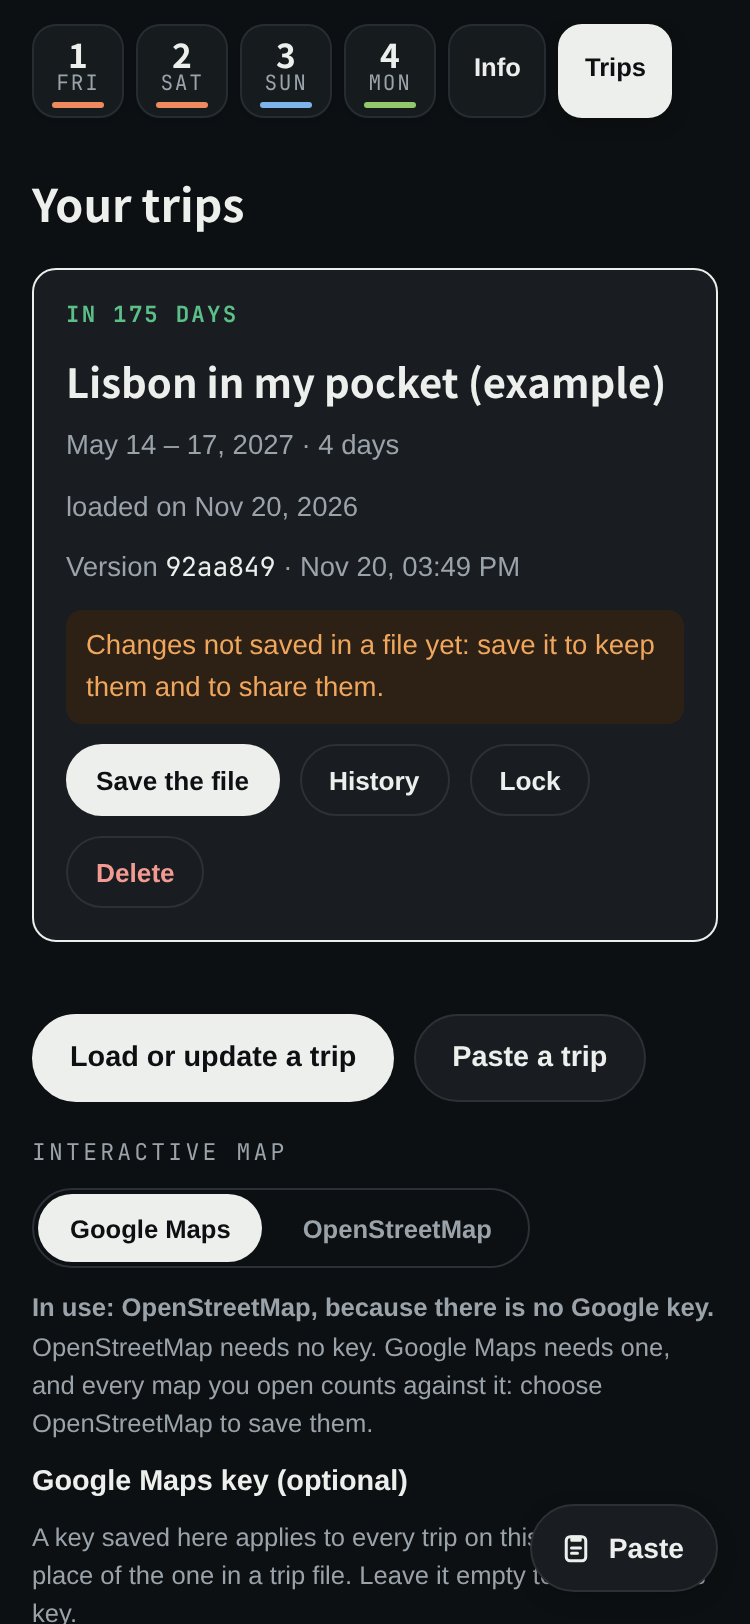 1 FRI
2 SAT
3 SUN
4 MON
Info
Trips
Your trips
IN 175 DAYS
Lisbon in my pocket (example)
May 14 – 17, 2027 · 4 days
loaded on Nov 20, 2026
Version 92aa849 · Nov 20, 03:49 PM
Changes not saved in a file yet: save it to keep
them and to share them.
Save the file
History
Lock
Delete
Load or update a trip
Paste a trip
INTERACTIVE MAP
Google Maps
OpenStreetMap
In use: OpenStreetMap, because there is no Google key.
OpenStreetMap needs no key. Google Maps needs one,
and every map you open counts against it: choose
OpenStreetMap to save them.
Google Maps key (optional)
A key saved here applies to every trip on this
place of the one in a trip file. Leave it empty
key.
Paste